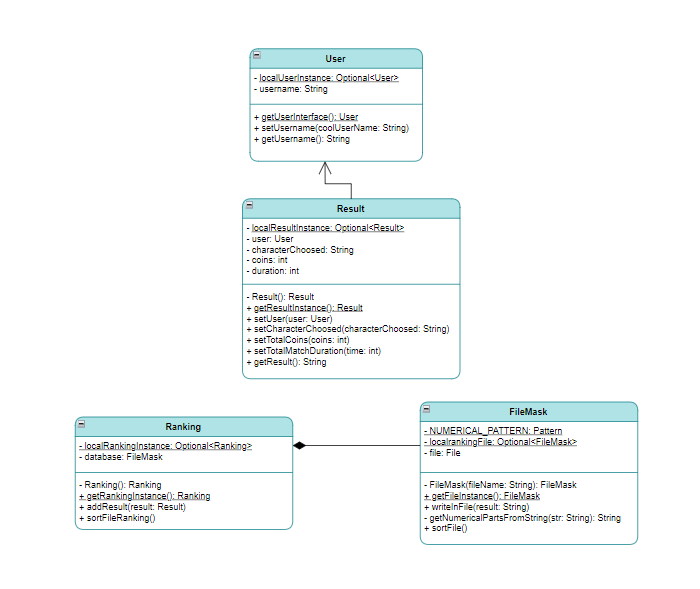 User
- localUserInstance: Optional<User>
- username: String
+ getUserInterface(): User
+ setUsername(coolUserName: String)
+ getUsername(): String
Result
- localResultInstance: Optional<Result>
- user: User
- characterChoosed: String
- coins: int
- duration: int
- Result(): Result
+ getResultInstance(): Result
+ setUser(user: User)
+ setCharacterChoosed(characterChoosed: String)
+ setTotalCoins(coins: int)
+ setTotalMatchDuration(time: int)
+ getResult(): String
Ranking
- localRankingInstance: Optional<Ranking>
- database: FileMask
- Ranking(): Ranking
+ getRankingInstance(): Ranking
+ addResult(result: Result)
+ sortFileRanking()
FileMask
- NUMERICAL_PATTERN: Pattern
- localrankingFile: Optional<FileMask>
- file: File
- FileMask(fileName: String): FileMask
+ getFileInstance(): FileMask
+ writeInFile(result: String)
- getNumericalPartsFromString(str: String): String
+ sortFile()